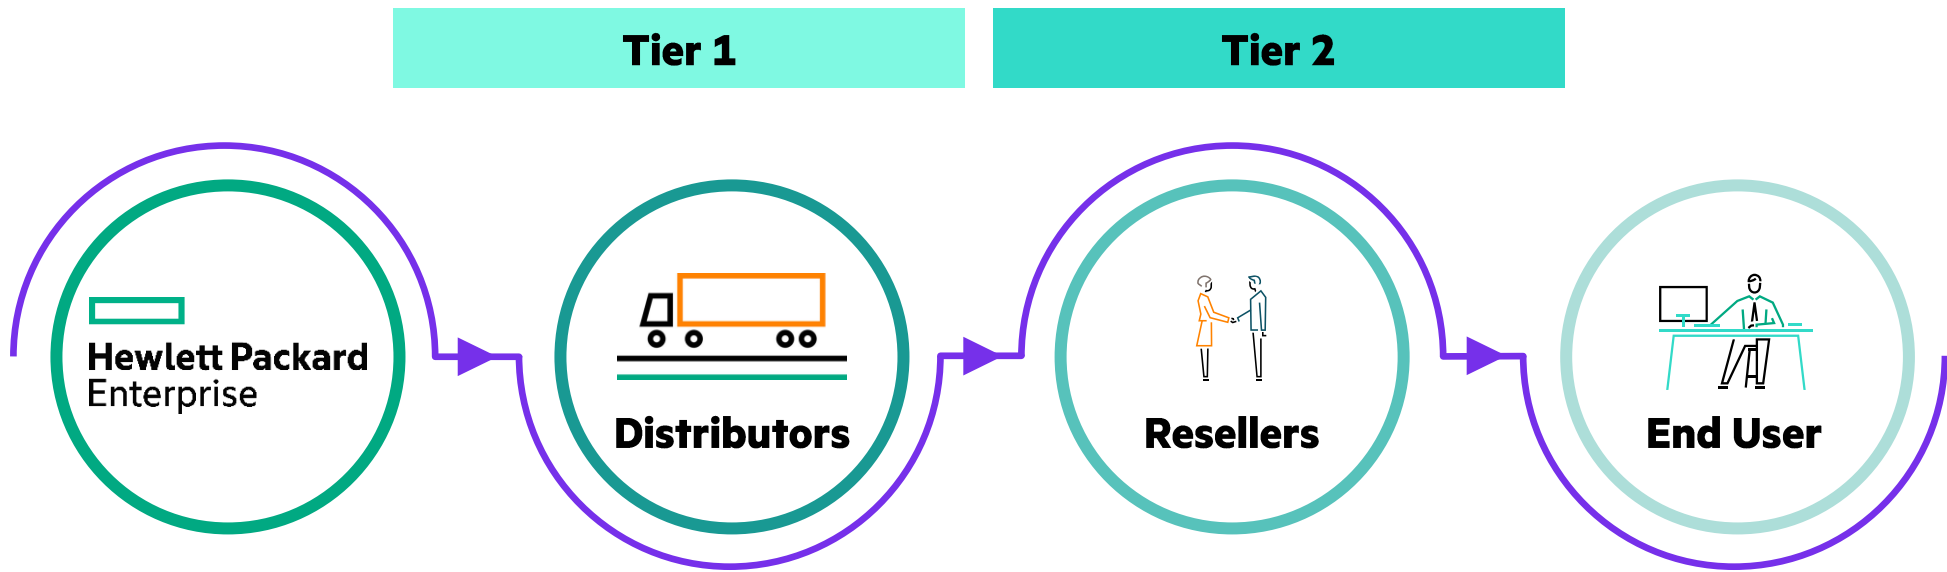 Tier 1
Tier 2
Hewlett Packard
Enterprise
Distributors
Resellers
End User